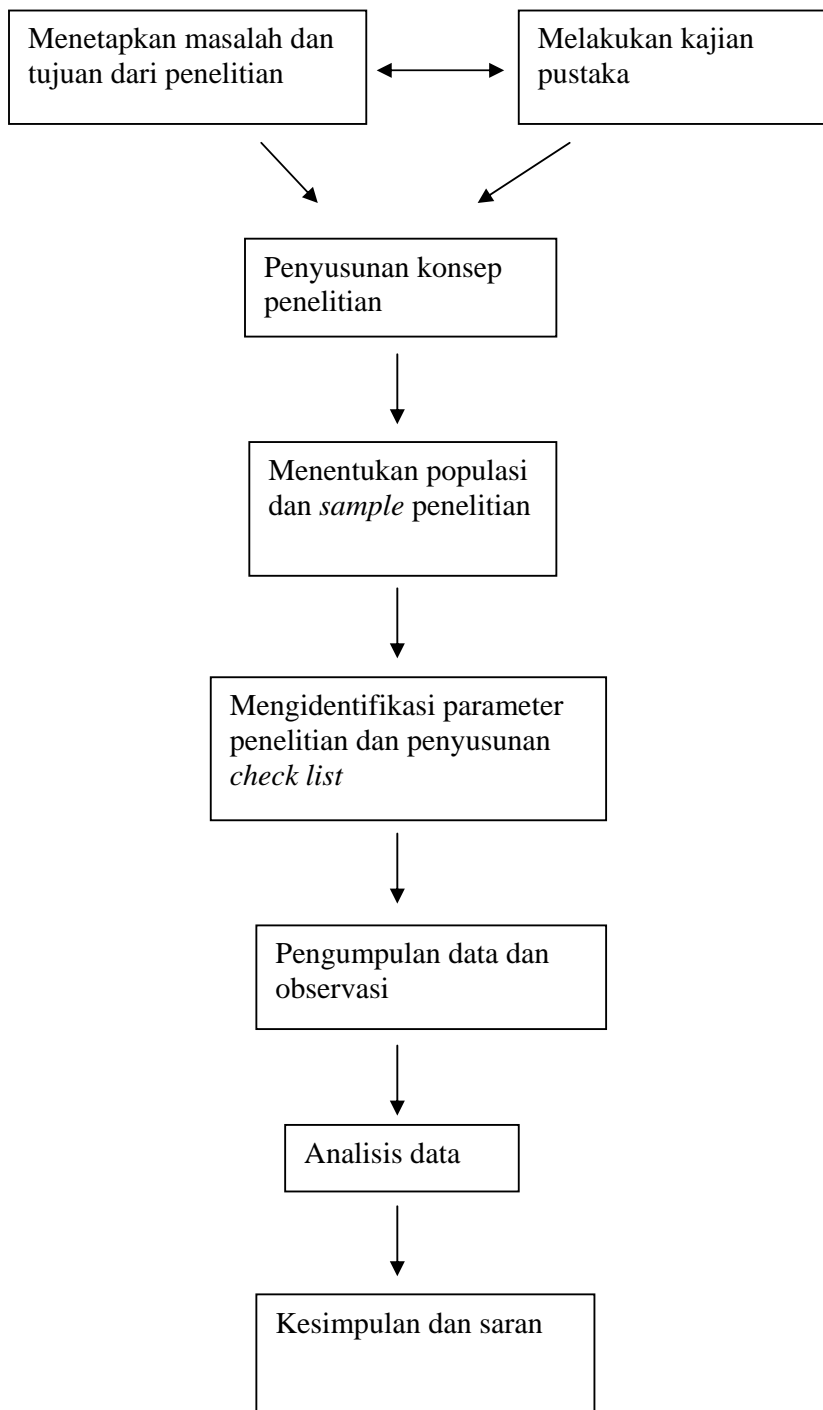 Menetapkan masalah dan
tujuan dari penelitian
Melakukan kajian
pustaka
Penyusunan konsep
penelitian
Menentukan populasi
dan sample penelitian
Mengidentifikasi parameter
penelitian dan penyusunan
check list
Pengumpulan data dan
observasi
Analisis data
Kesimpulan dan saran